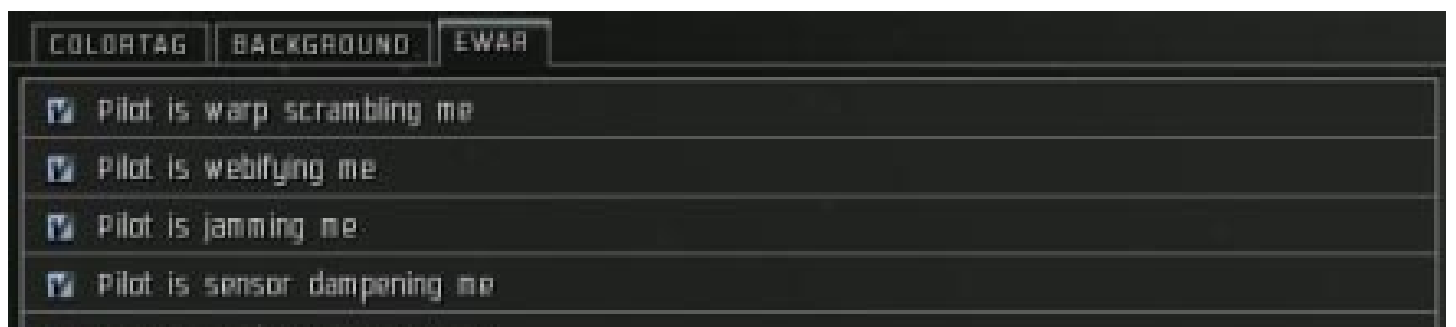 COLORTAG BACKGROUND EWAR
Pilot is warp scrambling me
Pilot is webifying me
Pilot is jamming me
Pilot is sensor dampening me